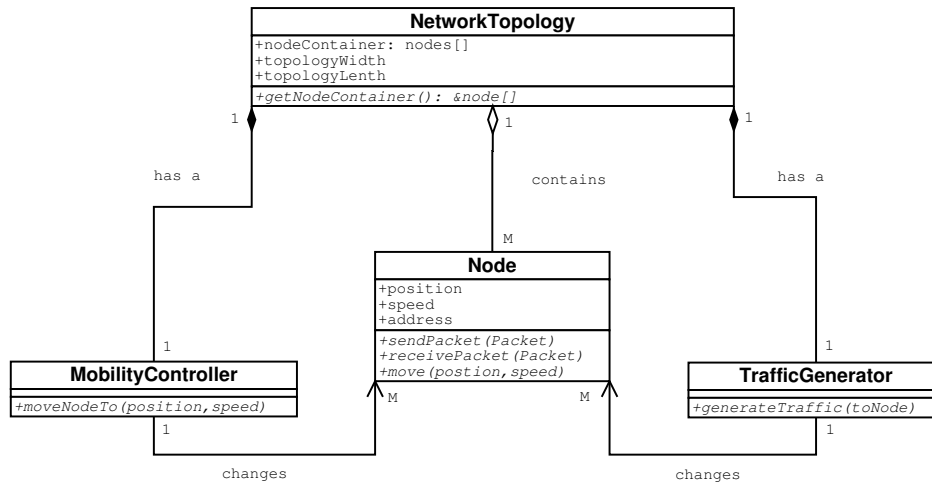 NetworkTopology
+nodeContainer: nodes[]
+topologyWidth
+topologyLenth
+getNodeContainer(): &node[]
1
1
1
has a
contains
has a
M
Node
+position
+speed
+address
+sendPacket(Packet)
+receivePacket(Packet)
+move(postion,speed)
1
1
MobilityController
+moveNodeTo(position,speed)
TrafficGenerator
+generateTraffic(toNode)
M
M
1
1
changes
changes